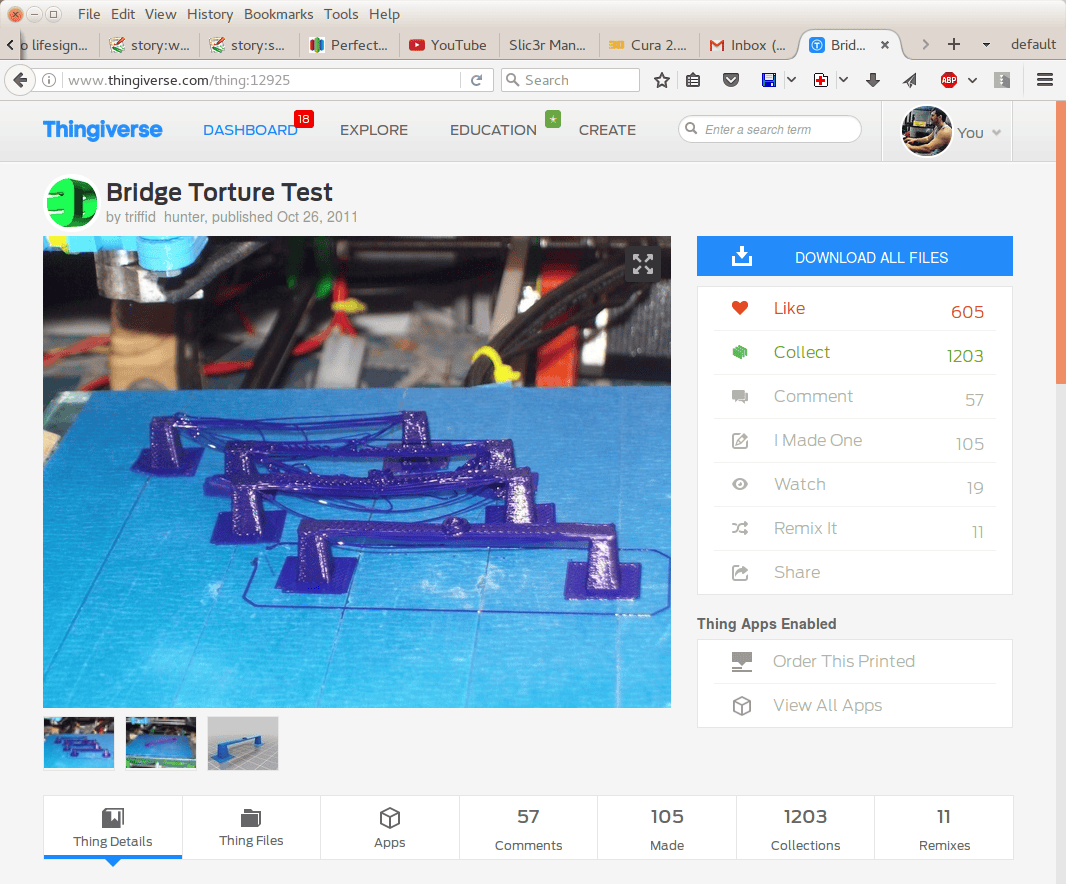 File Edit View History Bookmarks Tools Help
o lifesign... story:w... story:s... Perfect... YouTube Slic3r Man... Cura 2.... Inbox (... Brid... default
www.thingiverse.com/thing:12925 Search ABP
Thingiverse DASHBOARD 18 EXPLORE EDUCATION CREATE Enter a search term You
Bridge Torture Test
by triffid hunter, published Oct 26, 2011
DOWNLOAD ALL FILES
Like 605
Collect 1203
Comment 57
I Made One 105
Watch 19
Remix It 11
Share
Thing Apps Enabled
Order This Printed
View All Apps
Thing Details
Thing Files
Apps
57
Comments
105
Made
1203
Collections
11
Remixes